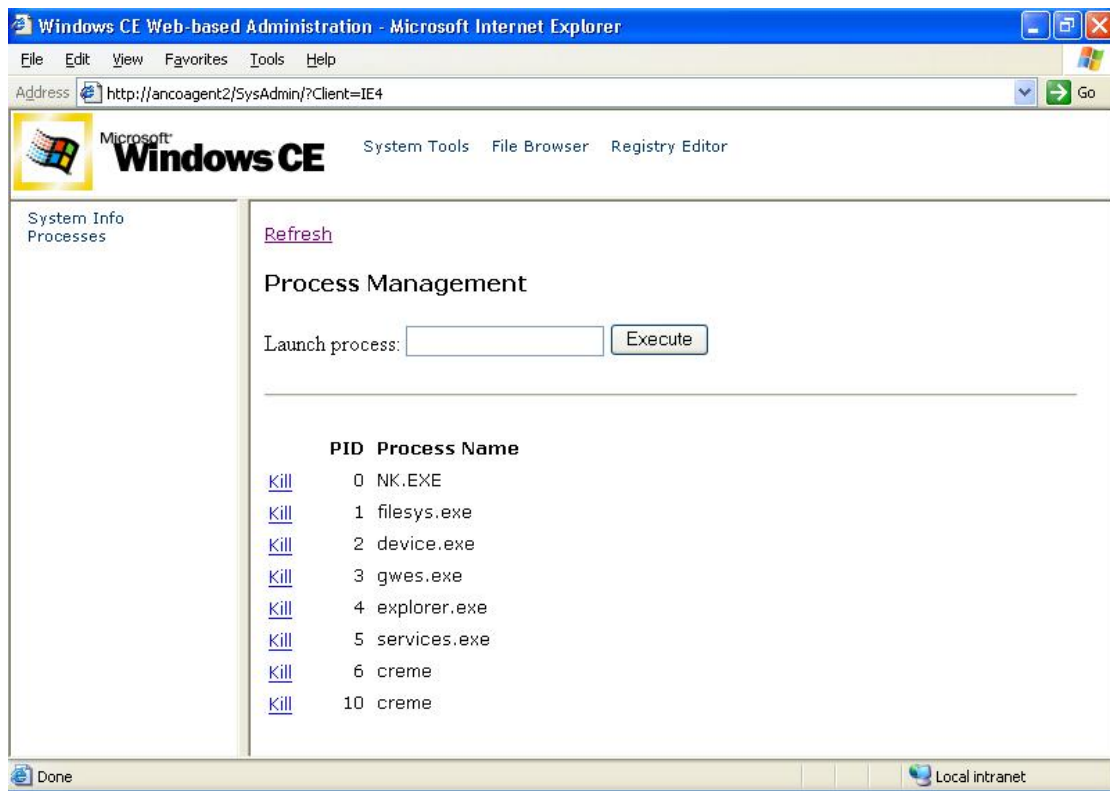 Windows CE Web-based Administration - Microsoft Internet Explorer
File Edit View Favorites Tools Help
Address http://ancoagent2/SysAdmin/?Client=IE4 Go
Microsoft
Windows CE System Tools File Browser Registry Editor
System Info
Processes
Refresh
Process Management
Launch process: Execute
PID Process Name
Kill 0 NK.EXE
Kill 1 filesys.exe
Kill 2 device.exe
Kill 3 gwes.exe
Kill 4 explorer.exe
Kill 5 services.exe
Kill 6 creme
Kill 10 creme
Done Local intranet